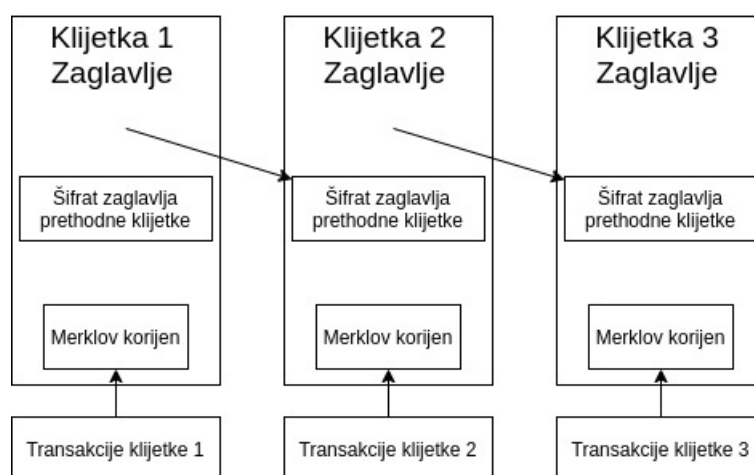 Klijetka 1
Zaglavlje
Klijetka 2
Zaglavlje
Klijetka 3
Zaglavlje
Šifrat zaglavlja
prethodne klijetke
Šifrat zaglavlja
prethodne klijetke
Šifrat zaglavlja
prethodne klijetke
Merklov korijen
Merklov korijen
Merklov korijen
Transakcije klijetke 1
Transakcije klijetke 2
Transakcije klijetke 3